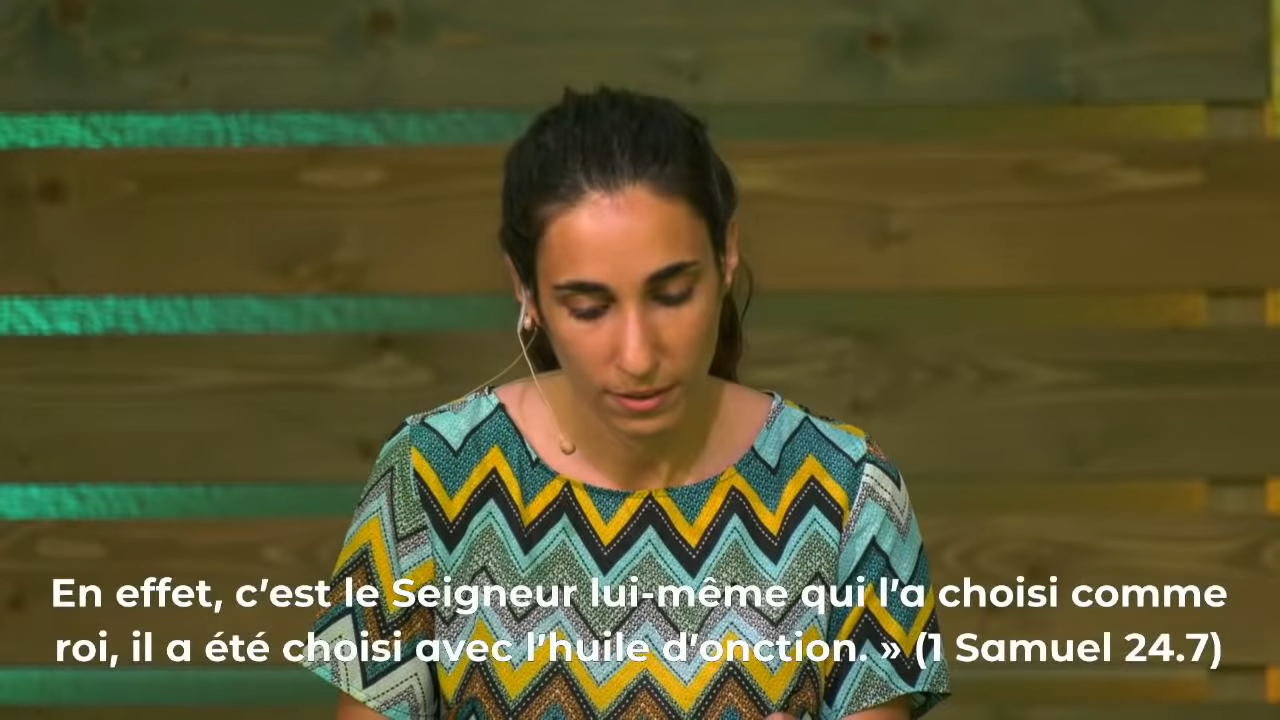 En effet, c’est le Seigneur lui-même qui l’a choisi comme
roi, il a été choisi avec l’huile d’onction. » (1 Samuel 24.7)